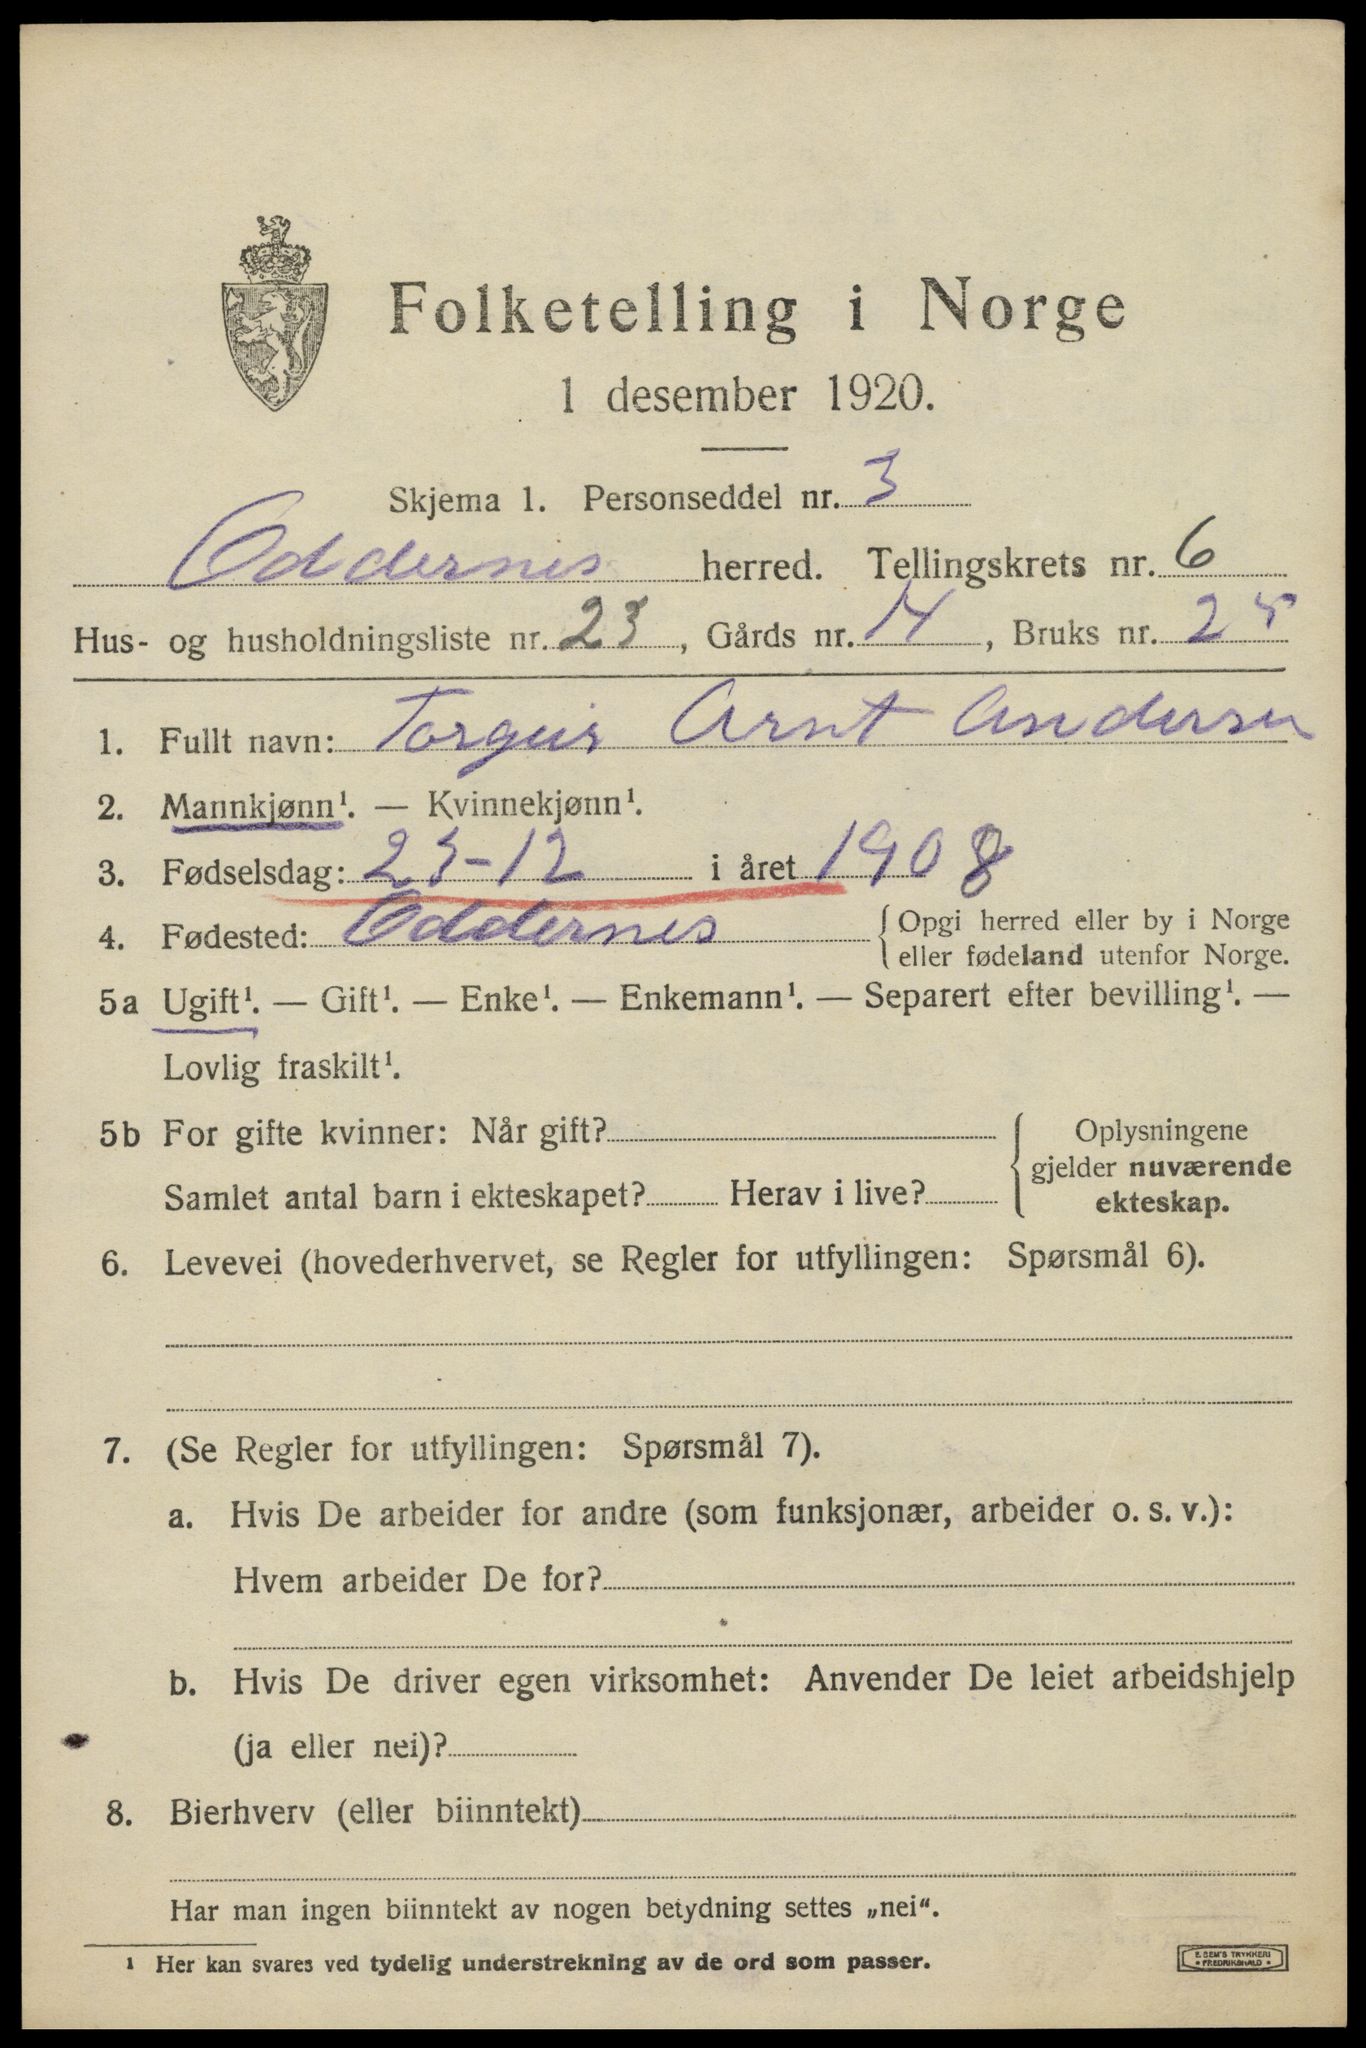 Folketelling i Norge
1 desember 1920.
Skjema 1. Personseddel nr. 3
Oddernes herred. Tellingskrets nr. 6
Hus- og husholdningsliste nr. 23, Gårds nr. 14, Bruks nr. 25
1. Fullt navn: Torgeir Arnt Andersen
2. Mannkjønn¹. — Kvinnekjønn¹.
3. Fødselsdag: 23-12 i året 1908
4. Fødested: Oddernes { Opgi herred eller by i Norge
eller fødeland utenfor Norge.
5a Ugift¹. — Gift¹. — Enke¹. — Enkemann¹. — Separert efter bevilling¹. —
Lovlig fraskilt¹.
5b For gifte kvinner: Når gift? { Oplysningene
gjelder nuværende
Samlet antal barn i ekteskapet? Herav i live? ekteskap.
6. Levevei (hovederhvervet, se Regler for utfyllingen: Spørsmål 6).
7. (Se Regler for utfyllingen: Spørsmål 7).
a. Hvis De arbeider for andre (som funksjonær, arbeider o. s. v.):
Hvem arbeider De for?
b. Hvis De driver egen virksomhet: Anvender De leiet arbeidshjelp
(ja eller nei)?
8. Bierhverv (eller biinntekt)
Har man ingen biinntekt av nogen betydning settes „nei“.
¹ Her kan svares ved tydelig understrekning av de ord som passer.
E. SEM'S TRYKKERI
• FREDRIKSHALD •